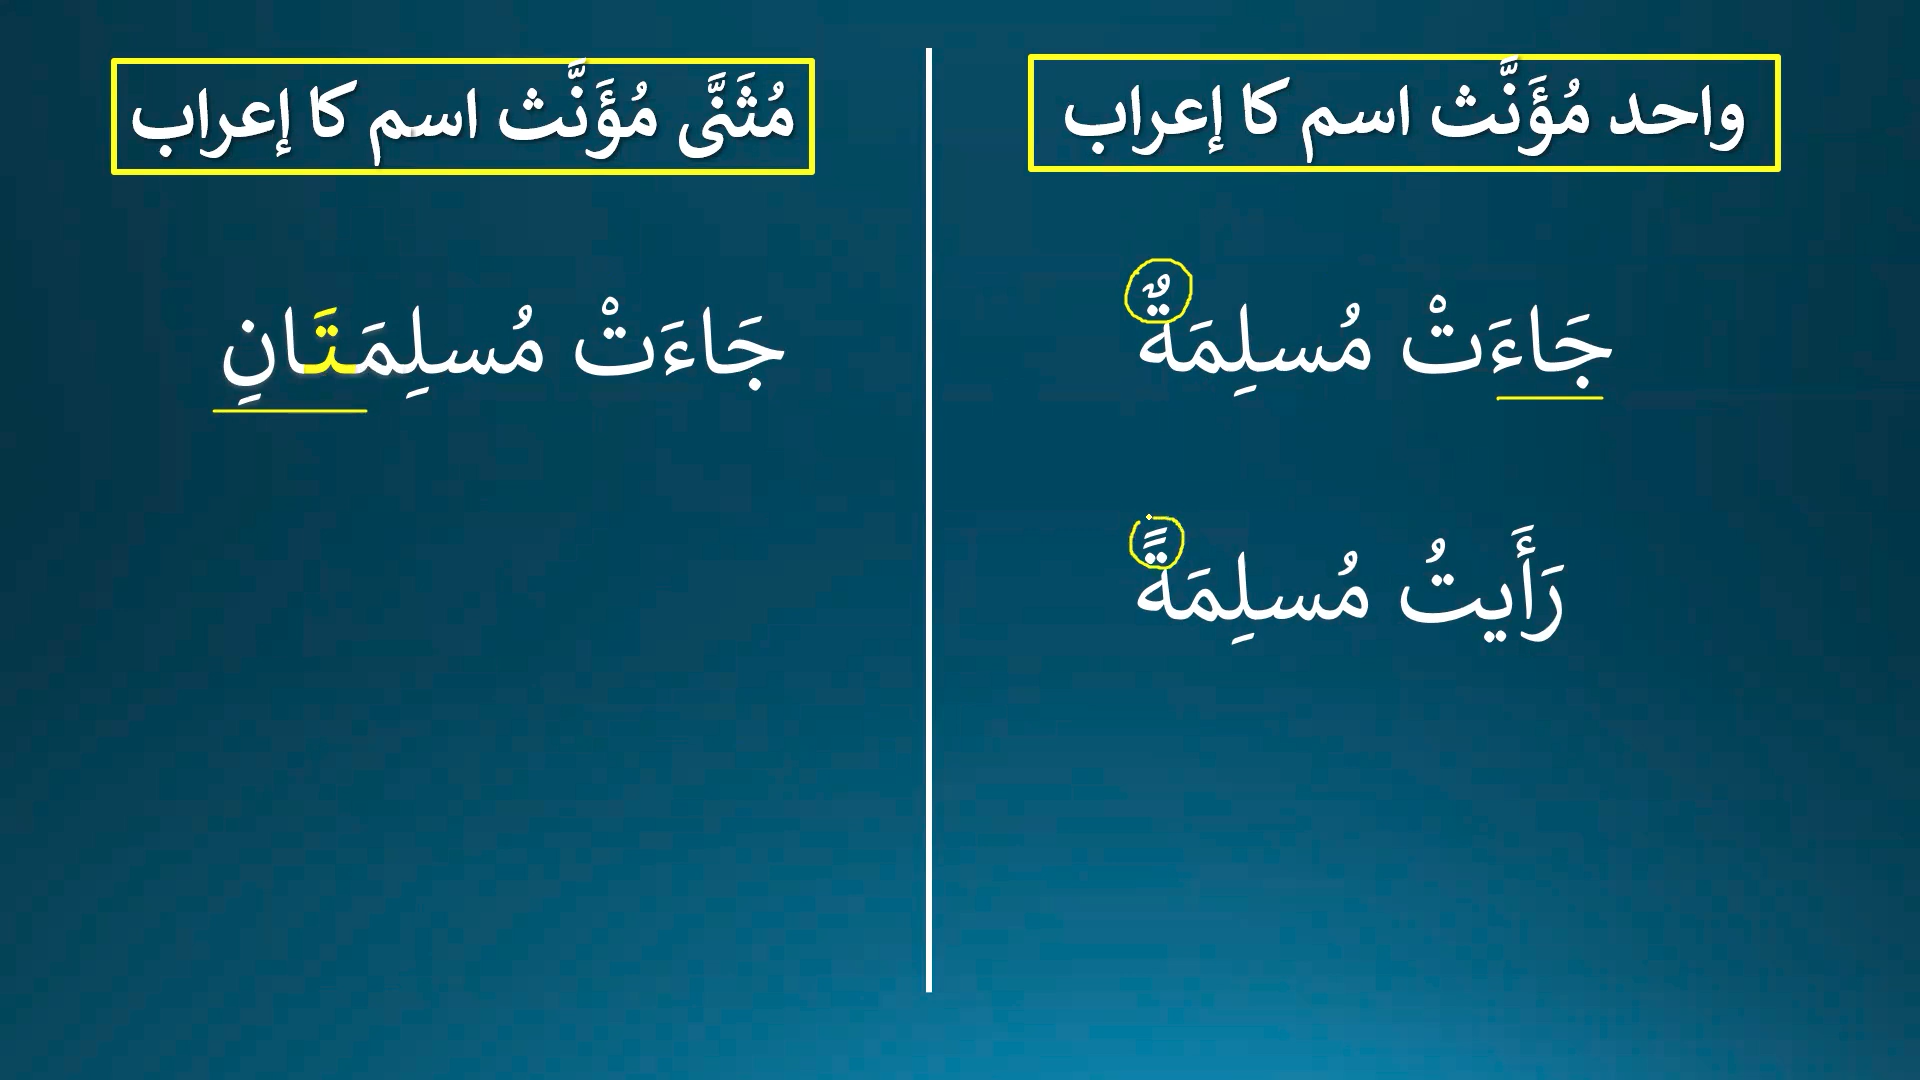 واحد مُؤَنَّث اسم کا إعراب
جَاءَتْ مُسلِمَةٌ
رَأَيتُ مُسلِمَةً
مُثَنَّى مُؤَنَّث اسم کا إعراب
جَاءَتْ مُسلِمَتَانِ